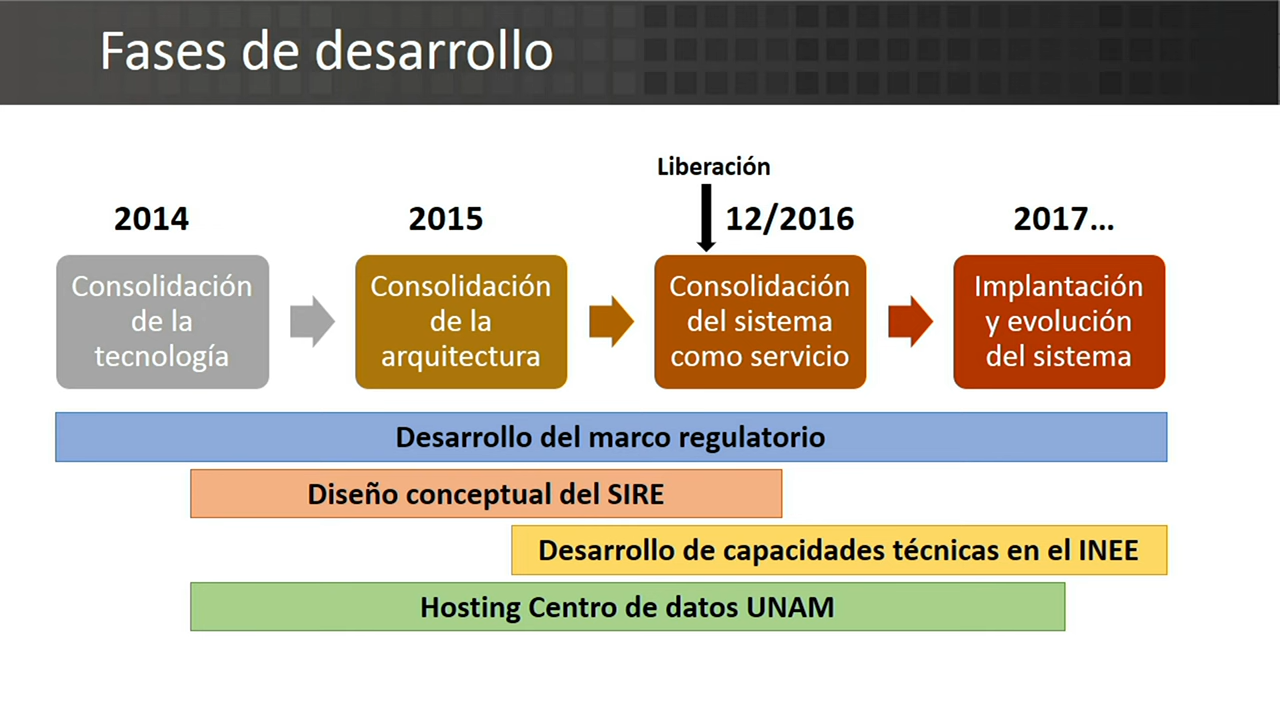 Fases de desarrollo
Liberación
2014
2015
12/2016
2017...
Consolidación
de la
tecnología
Consolidación
de la
arquitectura
Consolidación
del sistema
como servicio
Implantación
y evolución
del sistema
Desarrollo del marco regulatorio
Diseño conceptual del SIRE
Desarrollo de capacidades técnicas en el INEE
Hosting Centro de datos UNAM